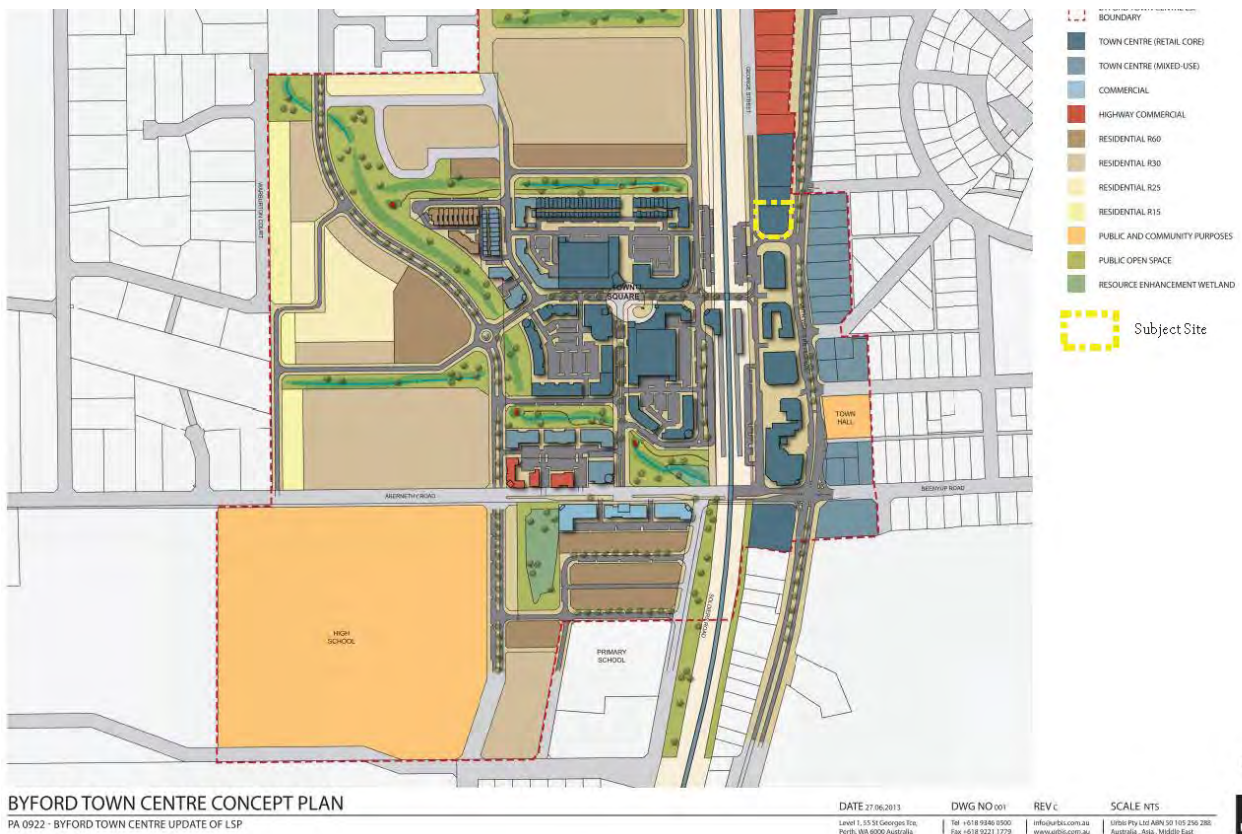 BOUNDARY
TOWN CENTRE (RETAIL CORE)
TOWN CENTRE (MIXED-USE)
COMMERCIAL
HIGHWAY COMMERCIAL
RESIDENTIAL R60
RESIDENTIAL R30
RESIDENTIAL R25
RESIDENTIAL R15
PUBLIC AND COMMUNITY PURPOSES
PUBLIC OPEN SPACE
RESOURCE ENHANCEMENT WETLAND
Subject Site
GEORGE STREET
WARBURTON COURT
TOWN
SQUARE
TOWN
HALL
ABERNETHY ROAD
BEENYUP ROAD
SOLDIERS ROAD
HIGH
SCHOOL
PRIMARY
SCHOOL
BYFORD TOWN CENTRE CONCEPT PLAN
PA 0922 - BYFORD TOWN CENTRE UPDATE OF LSP
DATE 27.06.2013
DWG NO 001
REV C
SCALE NTS
Level 1, 55 St Georges Tce,
Perth, WA 6000 Australia
Tel +618 9346 0500
Fax +618 9221 1779
info@urbis.com.au
www.urbis.com.au
Urbis Pty Ltd ABN 50 105 256 288
Australia . Asia . Middle East